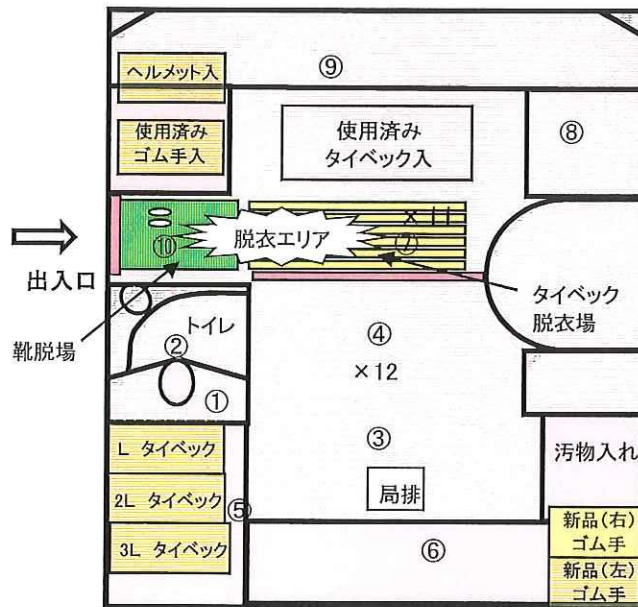 ⑨
ヘルメット入
使用済み
ゴム手入
使用済み
タイベック入
⑧
×11
⑩
脱衣エリア
⑦
出入口
タイベック
脱衣場
靴脱場
トイレ
②
④
×12
①
③
L タイベック
2L タイベック
3L タイベック
⑤
局排
汚物入れ
⑥
新品(右)
ゴム手
新品(左)
ゴム手